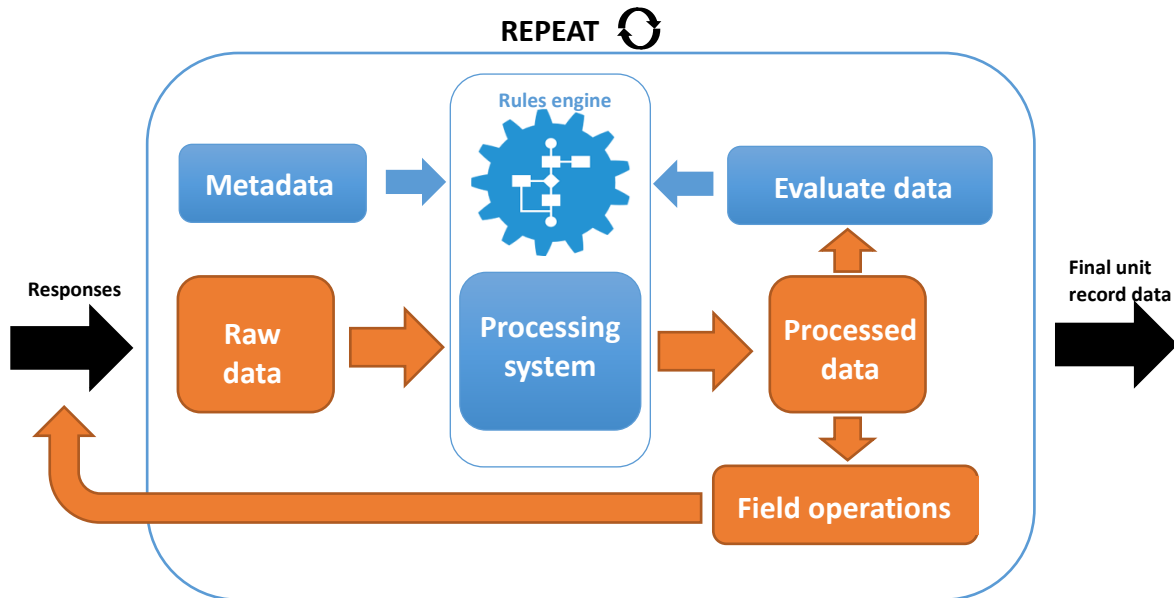 REPEAT
Rules engine
Metadata
Evaluate data
Responses
Final unit
record data
Raw
data
Processing
system
Processed
data
Field operations